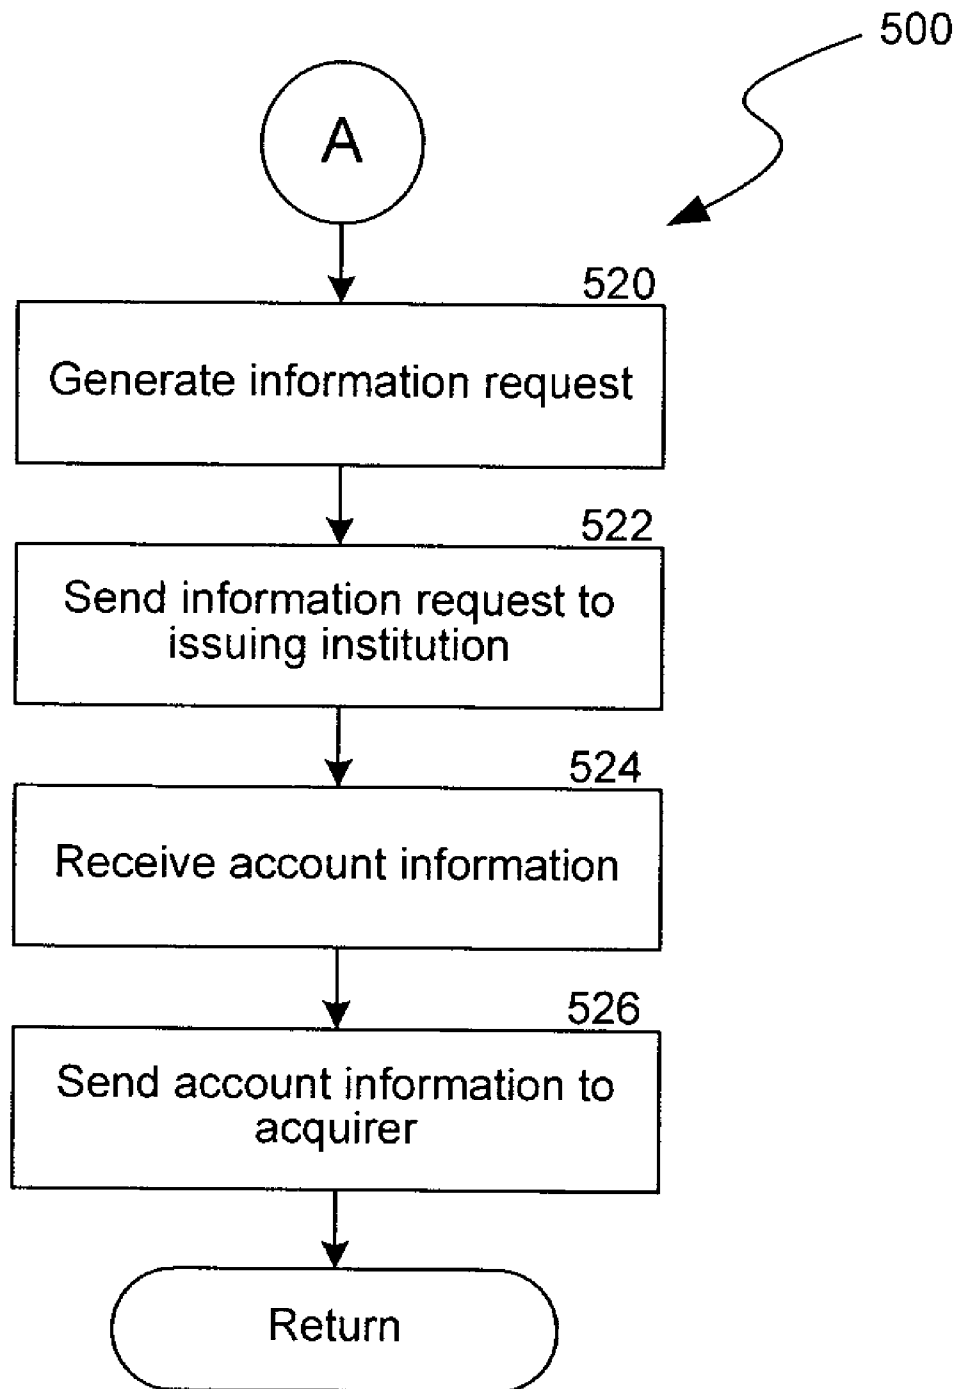 500
A
520
Generate information request
522
Send information request to
issuing institution
524
Receive account information
526
Send account information to
acquirer
Return